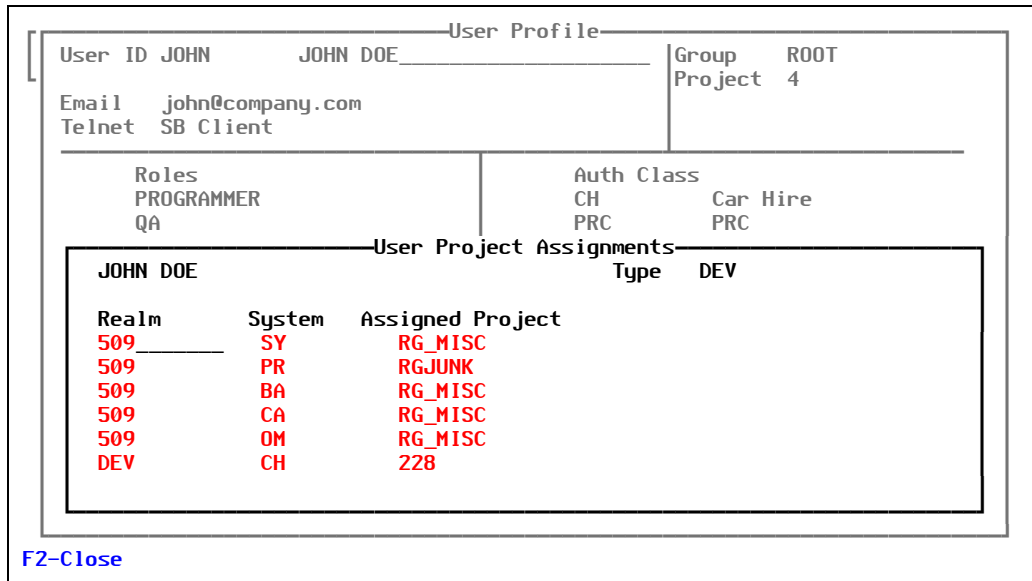 User Profile
User ID JOHN JOHN DOE____________________ Group ROOT
Project 4
Email john@company.com
Telnet SB Client
Roles Auth Class
PROGRAMMER CH Car Hire
QA PRC PRC
User Project Assignments
JOHN DOE Type DEV
Realm System Assigned Project
509_______ SY RG_MISC
509 PR RGJUNK
509 BA RG_MISC
509 CA RG_MISC
509 OM RG_MISC
DEV CH 228
F2-Close